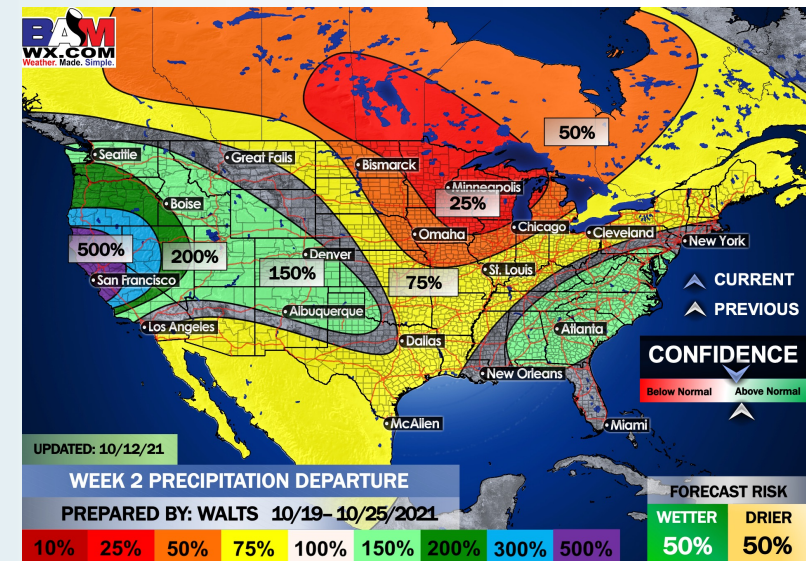 BAM
WX.COM
Weather. Made. Simple.
50%
Seattle
Great Falls
Bismarck
Minneapolis
25%
Boise
Omaha
Chicago
Cleveland
New York
500%
200%
Denver
150%
75%
St. Louis
San Francisco
Albuquerque
Los Angeles
Dallas
Atlanta
New Orleans
McAllen
Miami
CURRENT
PREVIOUS
CONFIDENCE
Below Normal Above Normal
UPDATED: 10/12/21
WEEK 2 PRECIPITATION DEPARTURE
PREPARED BY: WALTS 10/19– 10/25/2021
10% 25% 50% 75% 100% 150% 200% 300% 500%
FORECAST RISK
WETTER DRIER
50% 50%